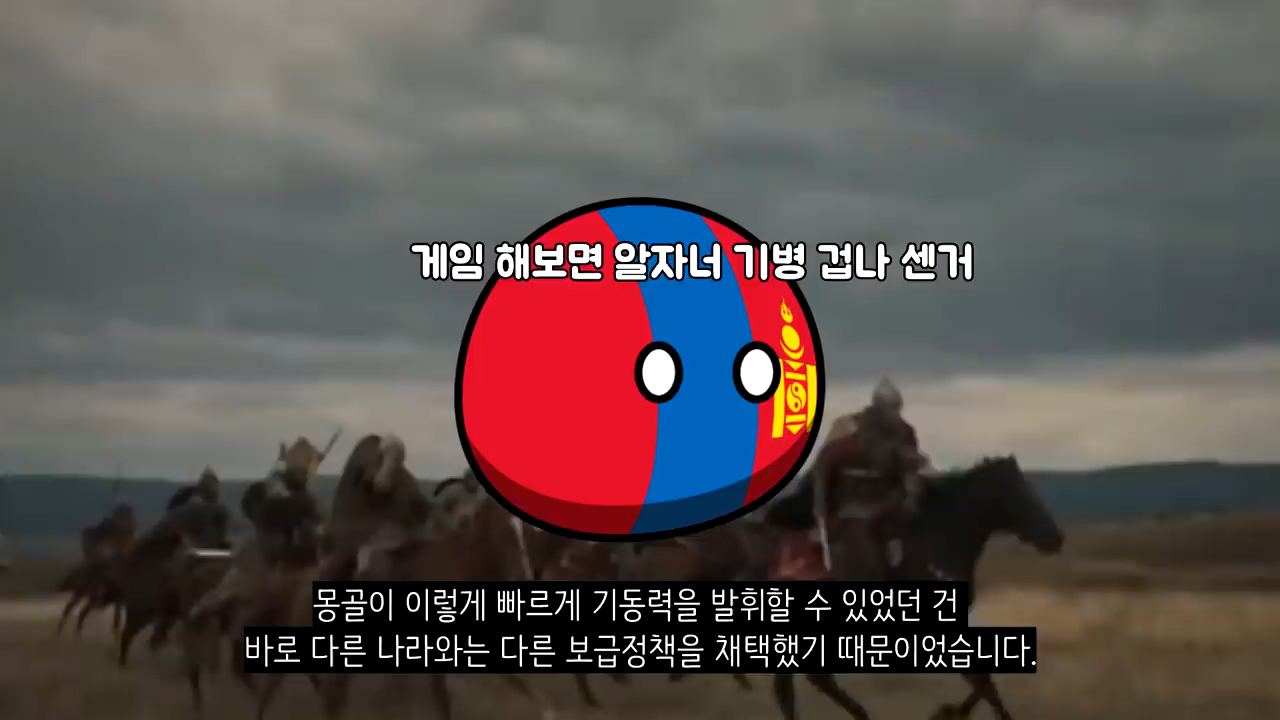 게임 해보면 알자너 기병 겁나 센거
몽골이 이렇게 빠르게 기동력을 발휘할 수 있었던 건
바로 다른 나라와는 다른 보급정책을 채택했기 때문이었습니다.